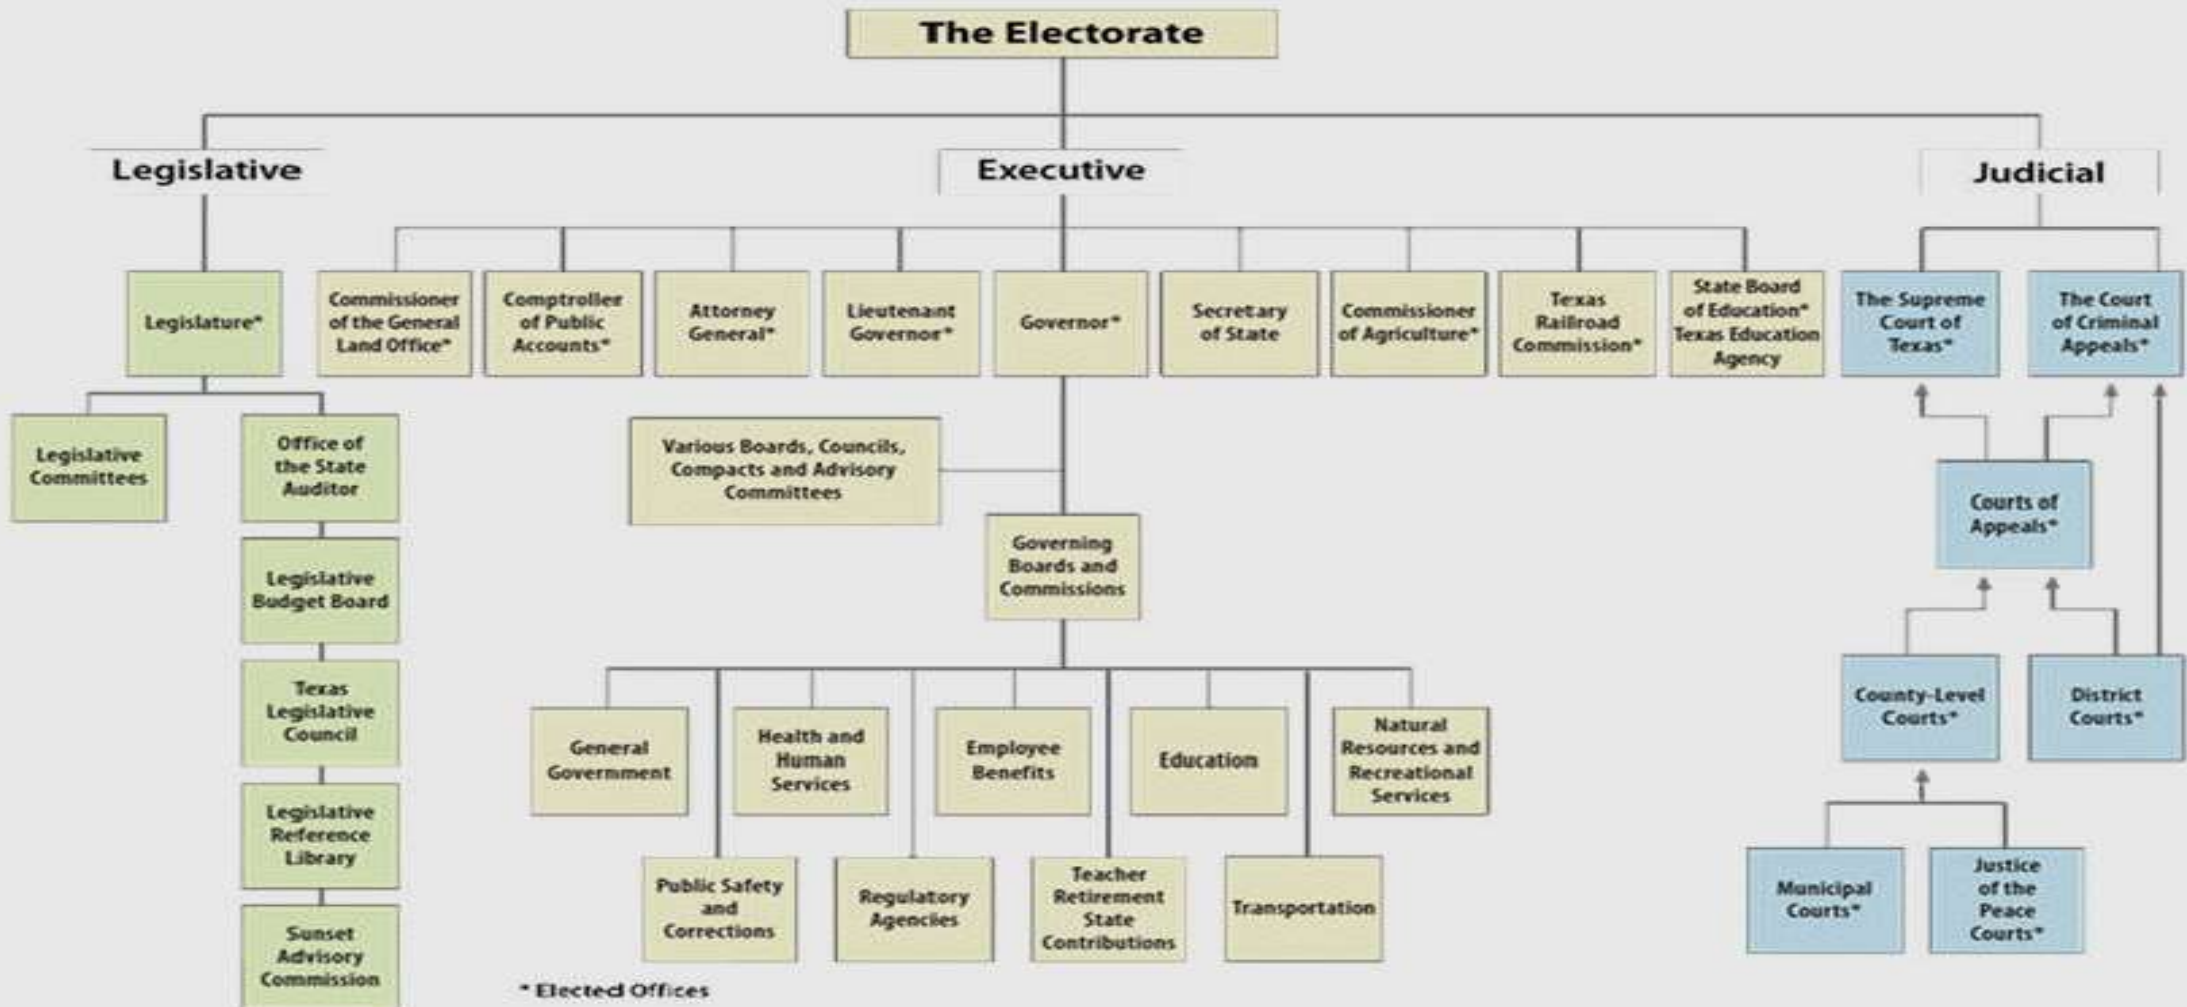 The Electorate
Legislative
Executive
Judicial
Legislature*
Commissioner
of the General
Land Office*
Comptroller
of Public
Accounts*
Attorney
General*
Lieutenant
Governor*
Governor*
Secretary
of State
Commissioner
of Agriculture*
Texas
Railroad
Commission*
State Board
of Education*
Texas Education
Agency
The Supreme
Court of
Texas*
The Court
of Criminal
Appeals*
Legislative
Committees
Office of
the State
Auditor
Legislative
Budget Board
Texas
Legislative
Council
Legislative
Reference
Library
Sunset
Advisory
Commission
Various Boards, Councils,
Compacts and Advisory
Committees
Governing
Boards and
Commissions
General
Government
Health and
Human
Services
Employee
Benefits
Education
Natural
Resources and
Recreational
Services
Public Safety
and
Corrections
Regulatory
Agencies
Teacher
Retirement
State
Contributions
Transportation
Courts of
Appeals*
County-Level
Courts*
District
Courts*
Municipal
Courts*
Justice
of the
Peace
Courts*
* Elected Offices